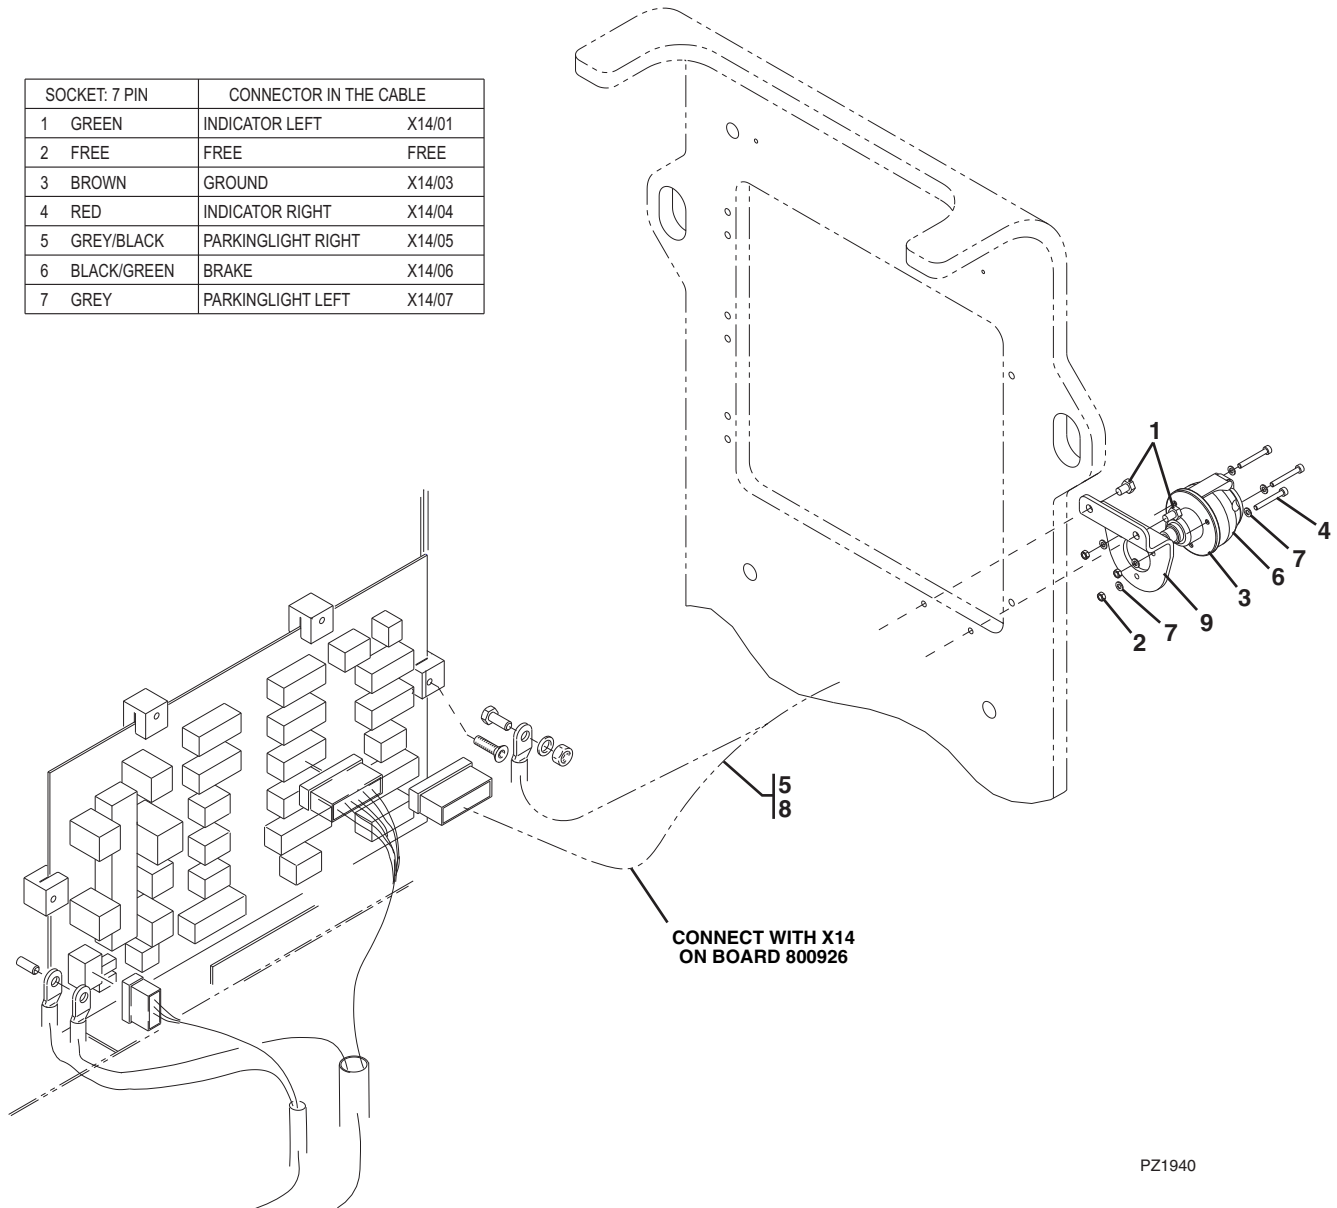 SOCKET: 7 PIN CONNECTOR IN THE CABLE
1 GREEN INDICATOR LEFT X14/01
2 FREE FREE FREE
3 BROWN GROUND X14/03
4 RED INDICATOR RIGHT X14/04
5 GREY/BLACK PARKINGLIGHT RIGHT X14/05
6 BLACK/GREEN BRAKE X14/06
7 GREY PARKINGLIGHT LEFT X14/07
1
4
7
6
3
9
7
2
5
8
CONNECT WITH X14
ON BOARD 800926
PZ1940